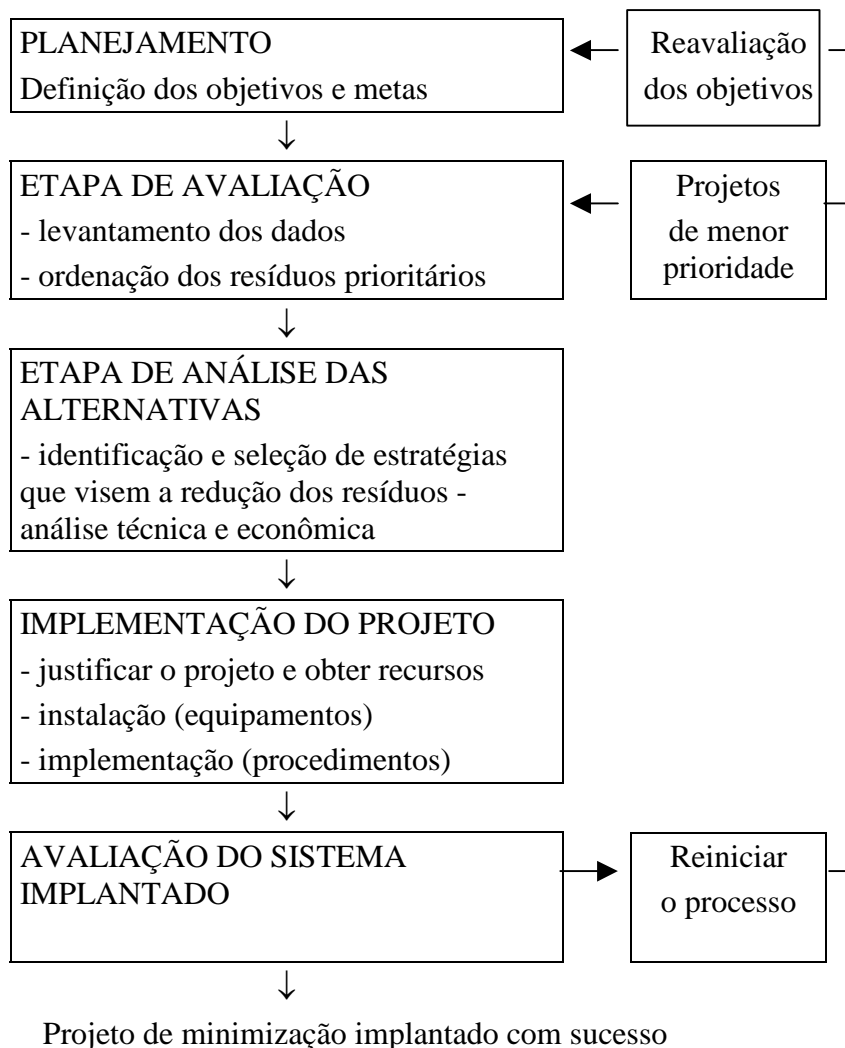 PLANEJAMENTO
Definição dos objetivos e metas
Reavaliação
dos objetivos
↓
ETAPA DE AVALIAÇÃO
- levantamento dos dados
- ordenação dos resíduos prioritários
Projetos
de menor
prioridade
↓
ETAPA DE ANÁLISE DAS
ALTERNATIVAS
- identificação e seleção de estratégias
que visem a redução dos resíduos -
análise técnica e econômica
↓
IMPLEMENTAÇÃO DO PROJETO
- justificar o projeto e obter recursos
- instalação (equipamentos)
- implementação (procedimentos)
↓
AVALIAÇÃO DO SISTEMA
IMPLANTADO
Reiniciar
o processo
↓
Projeto de minimização implantado com sucesso